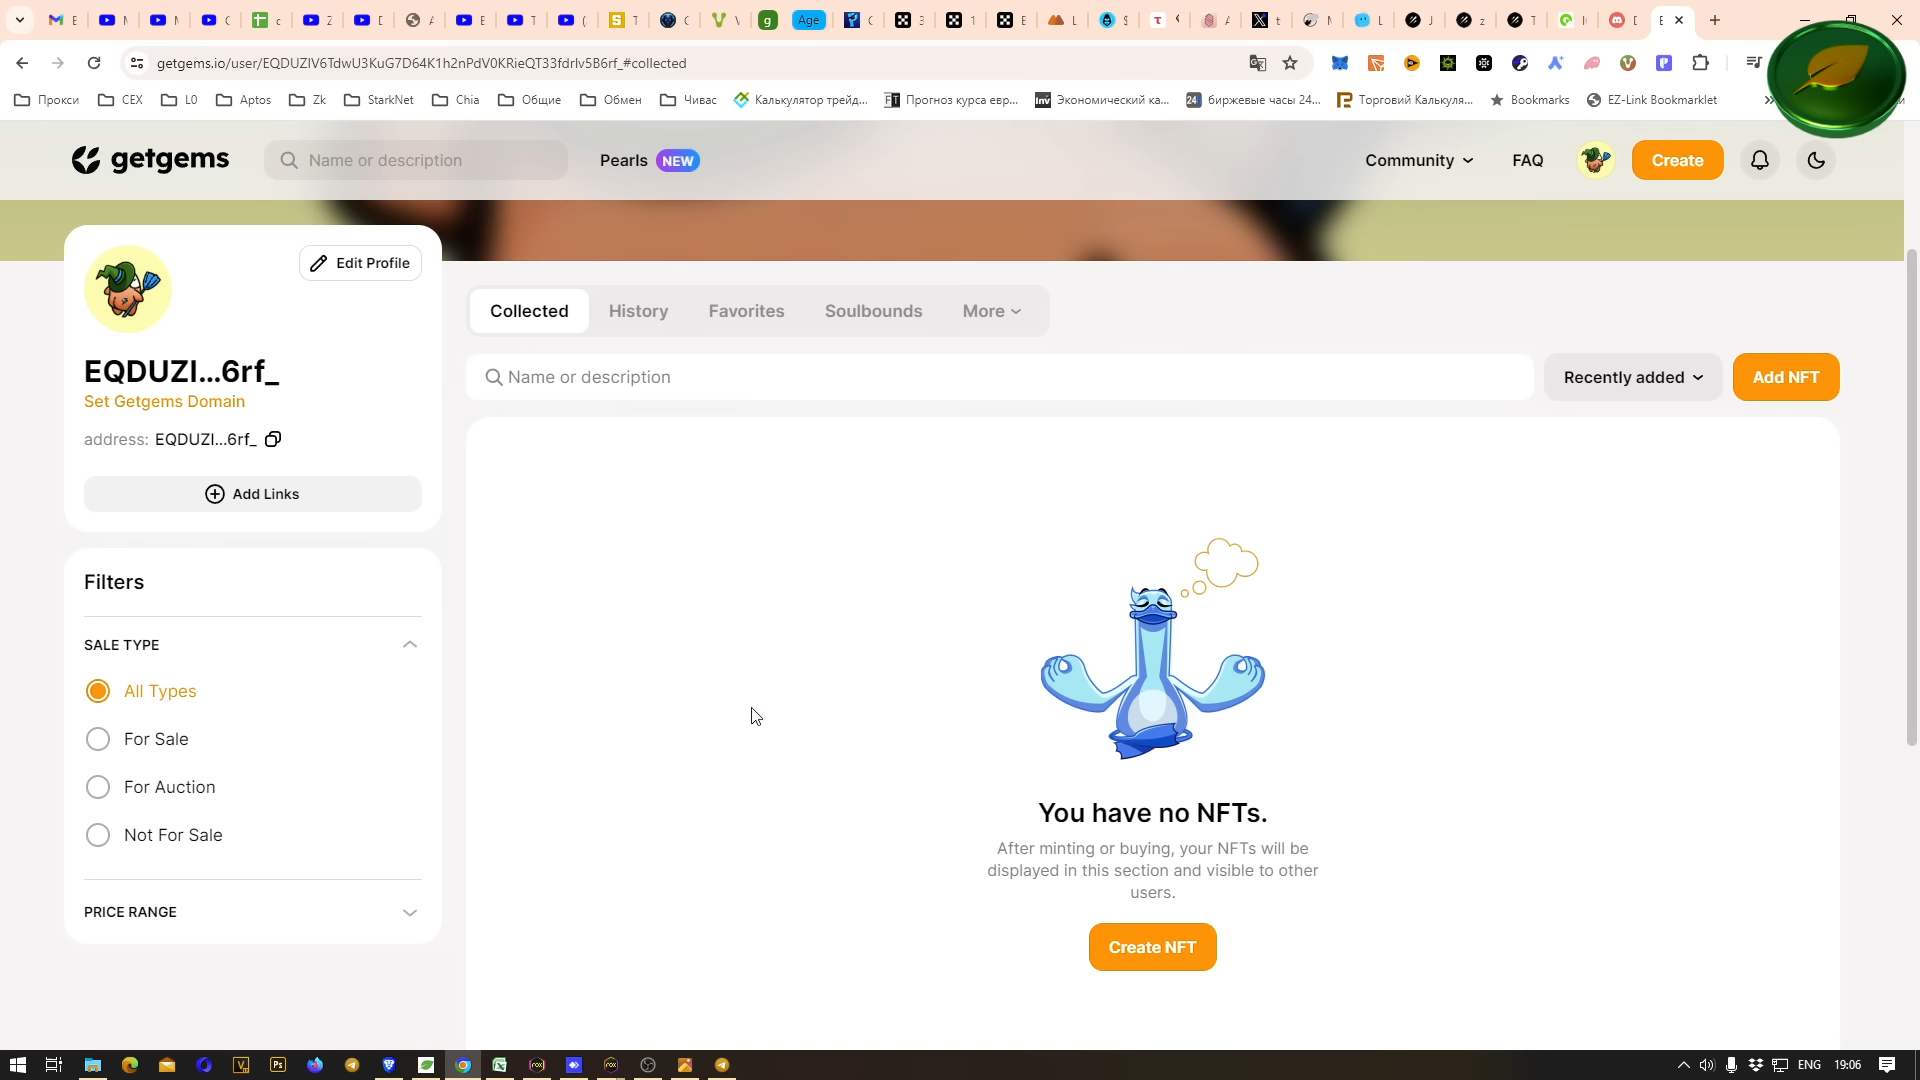 getgems.io/user/EQDUZIV6TdwU3KuG7D64K1h2nPdV0KRieQT33fdrIv5B6rf_#collected
Прокси
CEX
L0
Aptos
Zk
StarkNet
Chia
Общие
Обмен
Чивас
Калькулятор трейд...
Прогноз курса евр...
Экономический ка...
биржевые часы 24...
Торговий Калькуля...
Bookmarks
EZ-Link Bookmarklet
getgems
Name or description
Pearls NEW
Community
FAQ
Create
Edit Profile
EQDUZI...6rf_
Set Getgems Domain
address: EQDUZI...6rf_
Add Links
Filters
SALE TYPE
All Types
For Sale
For Auction
Not For Sale
PRICE RANGE
Collected
History
Favorites
Soulbounds
More
Name or description
Recently added
Add NFT
You have no NFTs.
After minting or buying, your NFTs will be
displayed in this section and visible to other
users.
Create NFT
ENG
19:06